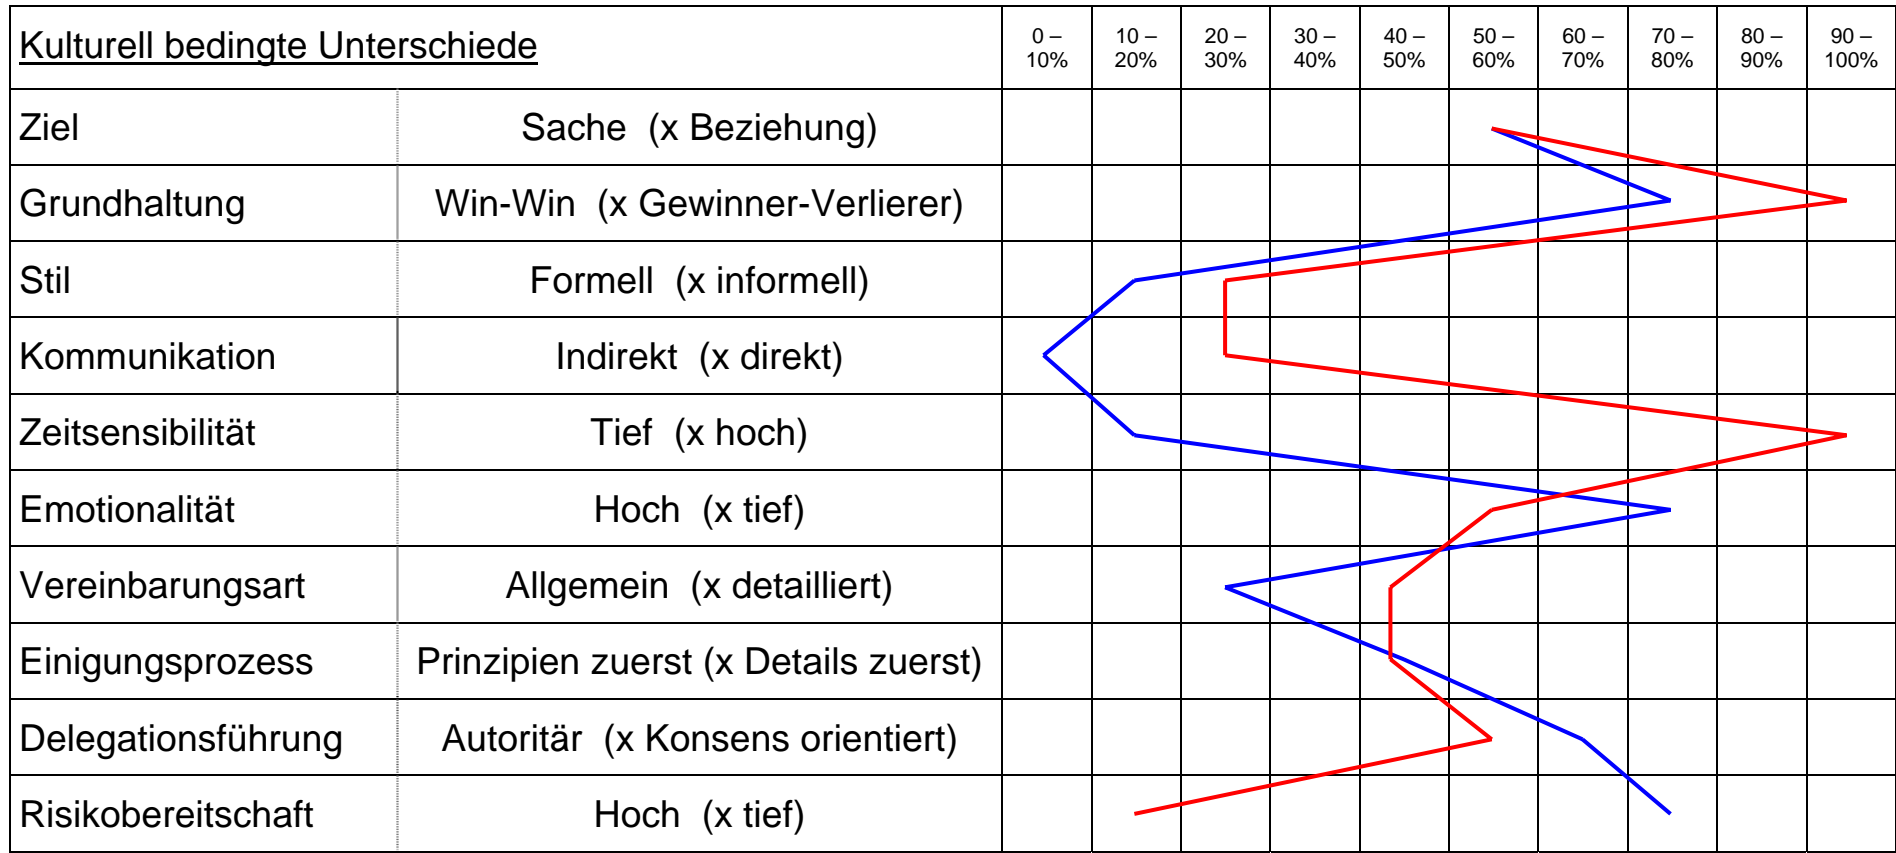 Kulturell bedingte Unterschiede
0 – 10%
10 – 20%
20 – 30%
30 – 40%
40 – 50%
50 – 60%
60 – 70%
70 – 80%
80 – 90%
90 – 100%
Ziel Sache (x Beziehung)
Grundhaltung Win-Win (x Gewinner-Verlierer)
Stil Formell (x informell)
Kommunikation Indirekt (x direkt)
Zeitsensibilität Tief (x hoch)
Emotionalität Hoch (x tief)
Vereinbarungsart Allgemein (x detailliert)
Einigungsprozess Prinzipien zuerst (x Details zuerst)
Delegationsführung Autoritär (x Konsens orientiert)
Risikobereitschaft Hoch (x tief)